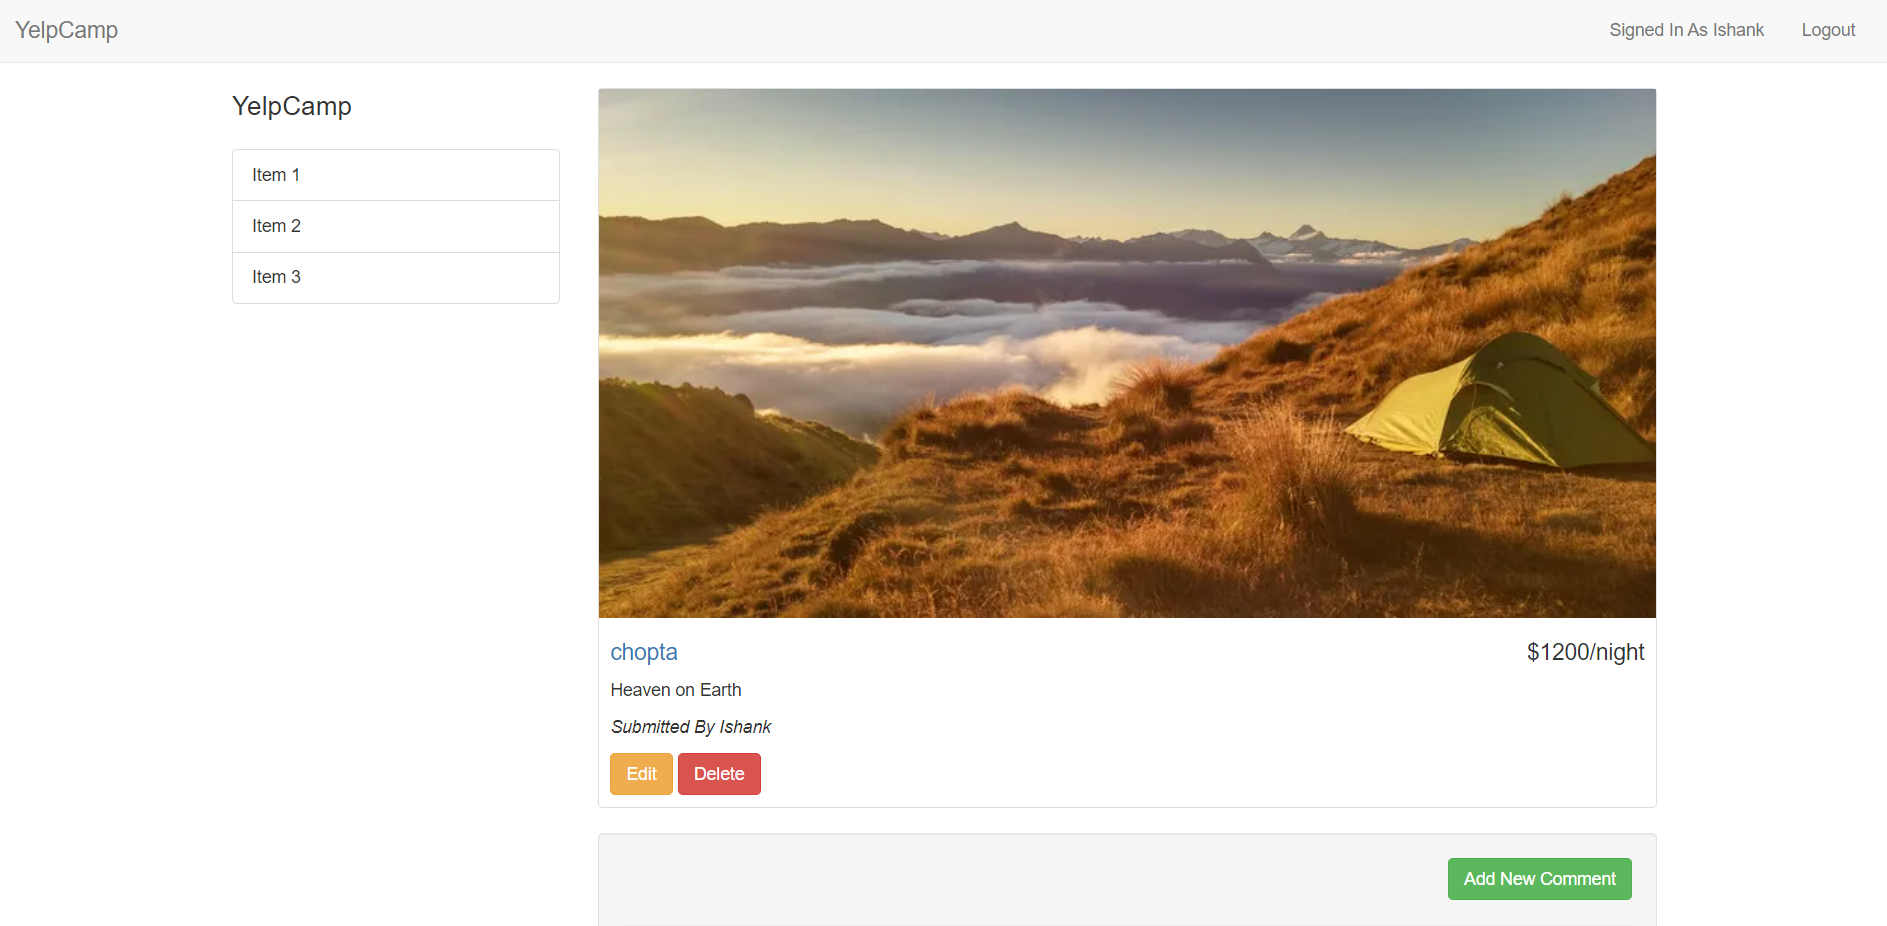 YelpCamp
Signed In As Ishank
Logout
YelpCamp
Item 1
Item 2
Item 3
chopta
$1200/night
Heaven on Earth
Submitted By Ishank
Edit
Delete
Add New Comment